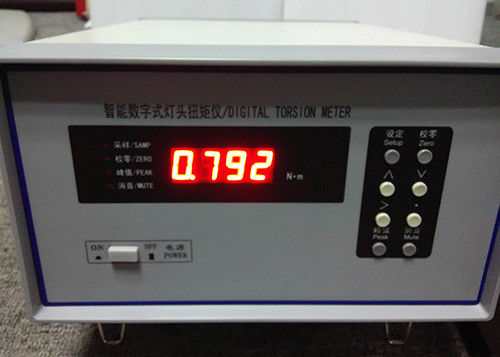 智能数字式灯头扭矩仪/DIGITAL TORSION METER
采样/SAMP
校零/ZERO
峰值/PEAK
消音/MUTE
0.792
N·m
设定 校零
Setup Zero
峰值 消音
Peak Mute
ON OFF 电源
POWER